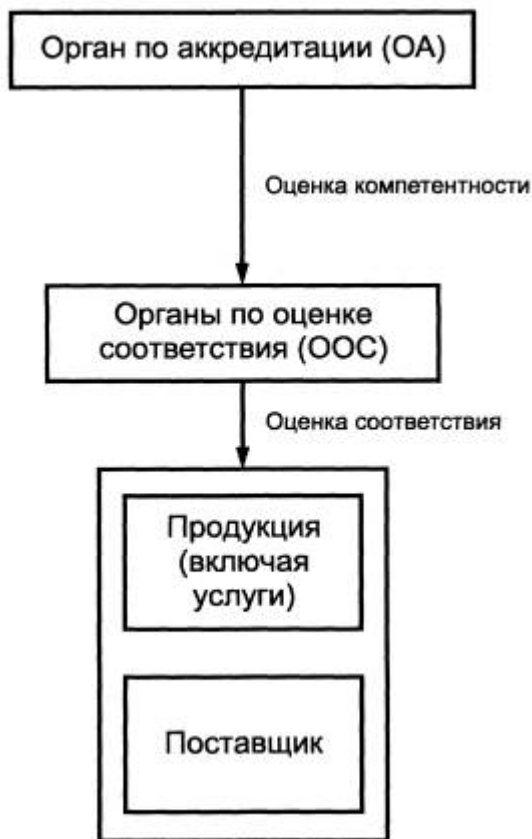 Орган по аккредитации (ОА)
Оценка компетентности
Органы по оценке
соответствия (ООС)
Оценка соответствия
Продукция
(включая
услуги)
Поставщик